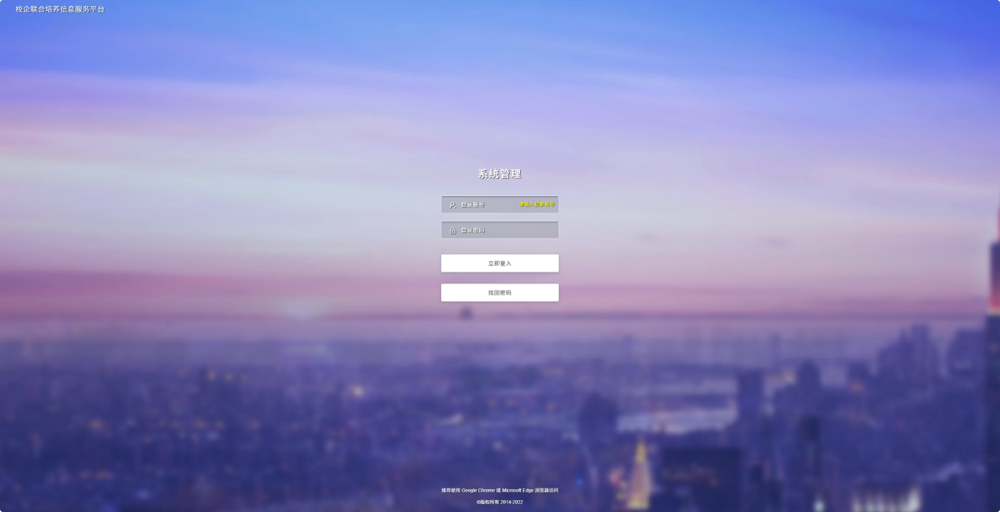 校企联合培养信息服务平台
系统管理
登录账号 请输入登录账号
登录密码
立即登入
找回密码
推荐使用 Google Chrome 或 Microsoft Edge 浏览器访问
©版权所有 2014-2022